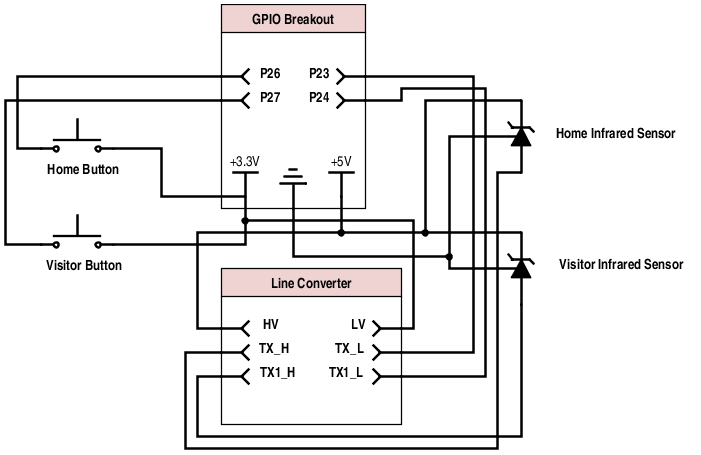 GPIO Breakout
P26 P23
P27 P24
+3.3V +5V
Home Button
Visitor Button
Home Infrared Sensor
Visitor Infrared Sensor
Line Converter
HV LV
TX_H TX_L
TX1_H TX1_L